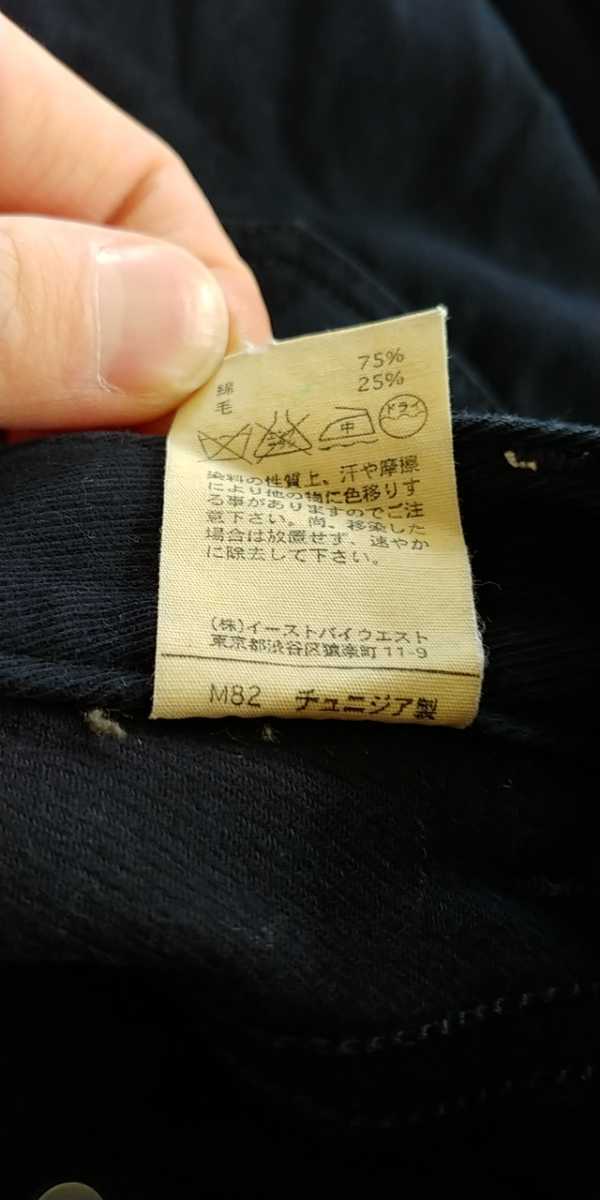 綿 75%
毛 25%
中 ドライ
染料の性質上、汗や摩擦
により他の物に色移りす
る事がありますのでご注
意下さい。尚、移染した
場合は放置せず、速やか
に除去して下さい。
(株)イーストバイウエスト
東京都渋谷区猿楽町11-9
M82 チュニジア製